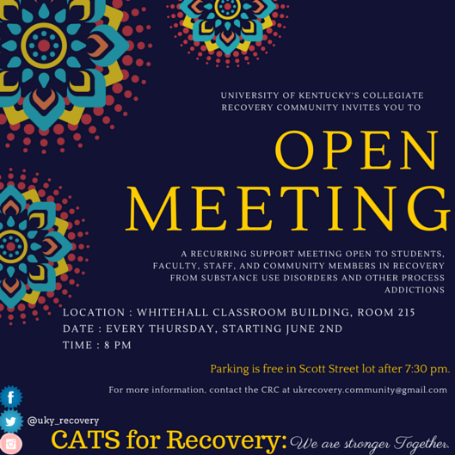 UNIVERSITY OF KENTUCKY'S COLLEGIATE
RECOVERY COMMUNITY INVITES YOU TO
OPEN
MEETING
A RECURRING SUPPORT MEETING OPEN TO STUDENTS,
FACULTY, STAFF, AND COMMUNITY MEMBERS IN RECOVERY
FROM SUBSTANCE USE DISORDERS AND OTHER PROCESS
ADDICTIONS
LOCATION : WHITEHALL CLASSROOM BUILDING, ROOM 215
DATE : EVERY THURSDAY, STARTING JUNE 2ND
TIME : 8 PM
Parking is free in Scott Street lot after 7:30 pm.
For more information, contact the CRC at ukrecovery.community@gmail.com
@uky_recovery
CATS for Recovery: We are stronger Together.